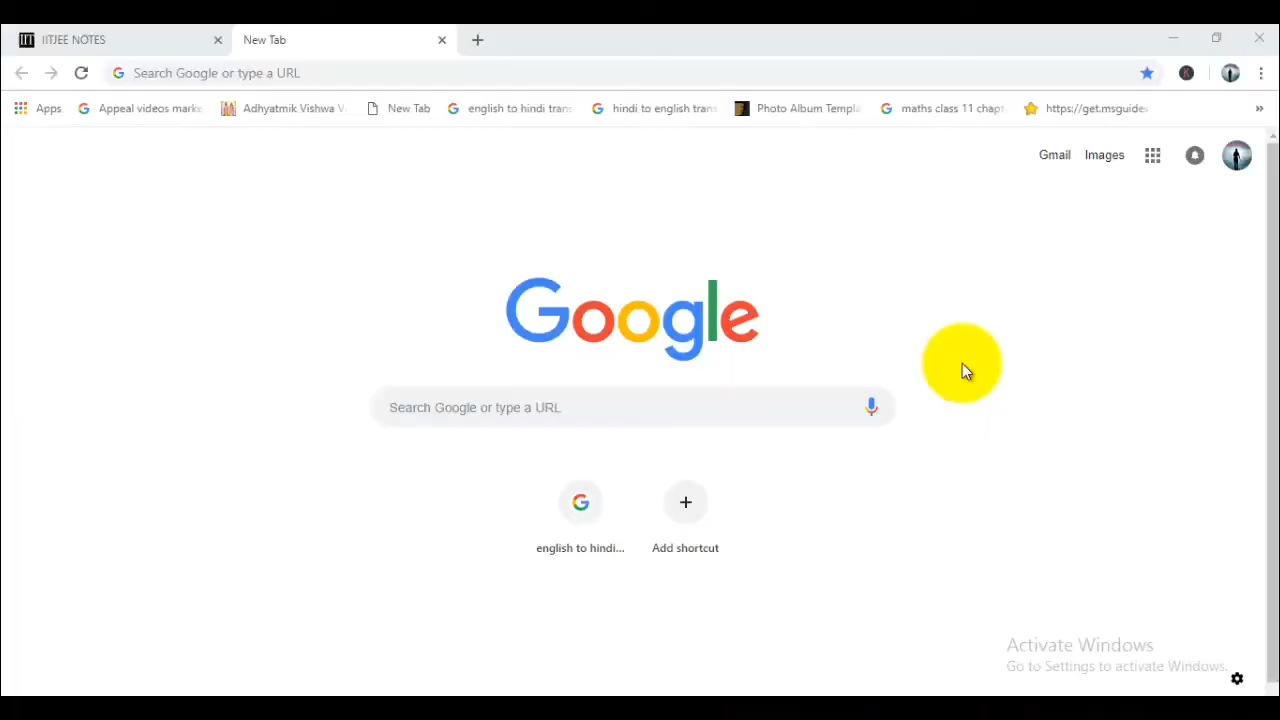 IITJEE NOTES
New Tab
Search Google or type a URL
Apps
Appeal videos marke
Adhyatmik Vishwa V
New Tab
english to hindi tran
hindi to english tran
Photo Album Templa
maths class 11 chapt
https://get.msguides
Gmail
Images
Google
Search Google or type a URL
english to hindi...
Add shortcut
Activate Windows
Go to Settings to activate Windows.